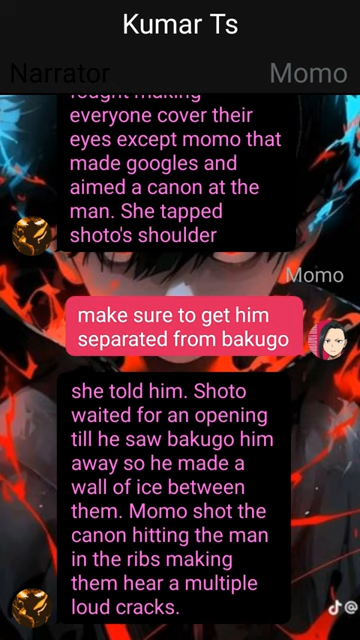 Kumar Ts
Narrator
Momo
fought making
everyone cover their
eyes except momo that
made googles and
aimed a canon at the
man. She tapped
shoto's shoulder
Momo
make sure to get him
separated from bakugo
she told him. Shoto
waited for an opening
till he saw bakugo him
away so he made a
wall of ice between
them. Momo shot the
canon hitting the man
in the ribs making
them hear a multiple
loud cracks.
@